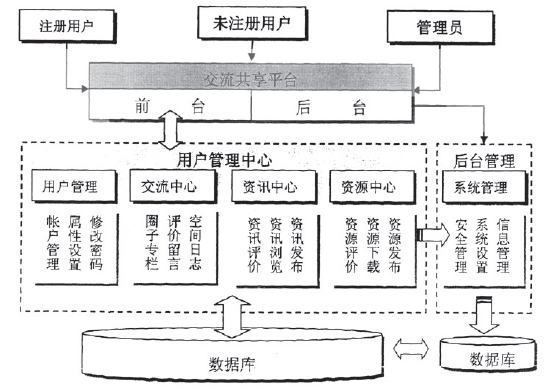 注册用户
未注册用户
管理员
交流共享平台
前 台
后 台
用户管理中心
后台管理
用户管理
交流中心
资讯中心
资源中心
系统管理
帐户管理
属性设置
修改密码
圈子专栏
评价留言
空间日志
资讯评价
资讯浏览
资讯发布
资源评价
资源下载
资源发布
安全管理
系统设置
信息管理
数据库
数据库